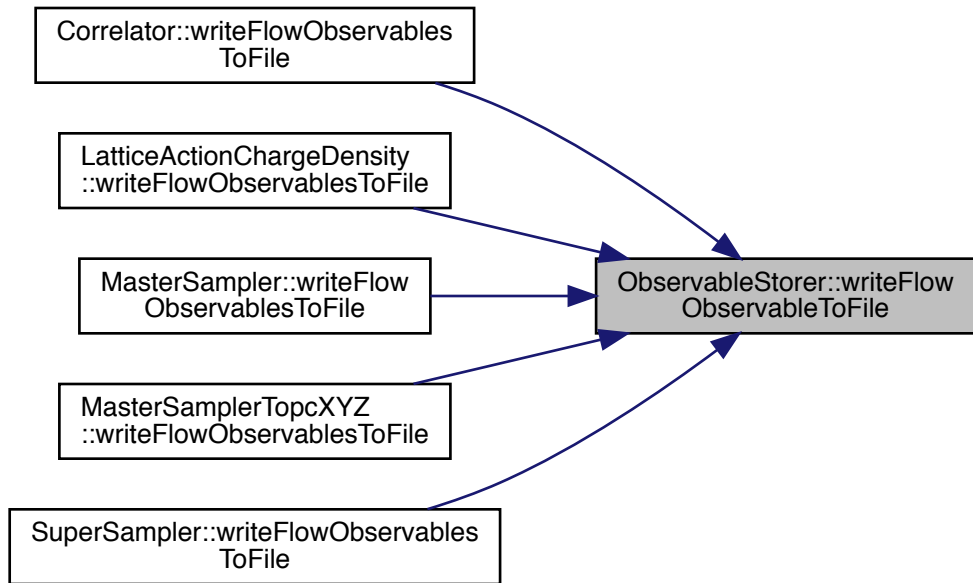 Correlator::writeFlowObservables
ToFile
LatticeActionChargeDensity
::writeFlowObservablesToFile
MasterSampler::writeFlow
ObservablesToFile
ObservableStorer::writeFlow
ObservableToFile
MasterSamplerTopcXYZ
::writeFlowObservablesToFile
SuperSampler::writeFlowObservables
ToFile